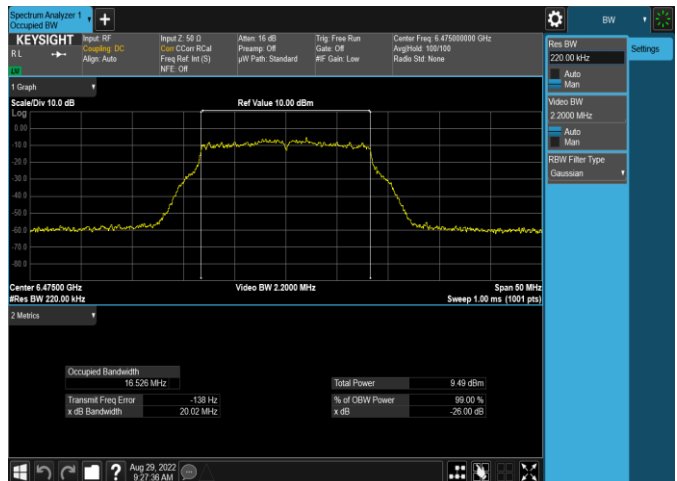 Spectrum Analyzer 1
Occupied BW
KEYSIGHT
R L
Input: RF
Coupling: DC
Align: Auto
Input Z: 50 Ω
Corr CCorr RCal
Freq Ref: Int (S)
NFE: Off
Atten: 16 dB
Preamp: Off
µW Path: Standard
Trig: Free Run
Gate: Off
#IF Gain: Low
Center Freq: 6.475000000 GHz
Avg|Hold: 100/100
Radio Std: None
1 Graph
Scale/Div 10.0 dB
Ref Value 10.00 dBm
Log
0.00
-10.0
-20.0
-30.0
-40.0
-50.0
-60.0
-70.0
-80.0
Center 6.47500 GHz
#Res BW 220.00 kHz
Video BW 2.2000 MHz
Span 50 MHz
Sweep 1.00 ms (1001 pts)
2 Metrics
Occupied Bandwidth
16.526 MHz
Transmit Freq Error -138 Hz
x dB Bandwidth 20.02 MHz
Total Power 9.49 dBm
% of OBW Power 99.00 %
x dB -26.00 dB
Aug 29, 2022
9:27:36 AM
BW
Settings
Res BW
220.00 kHz
Auto
Man
Video BW
2.2000 MHz
Auto
Man
RBW Filter Type
Gaussian